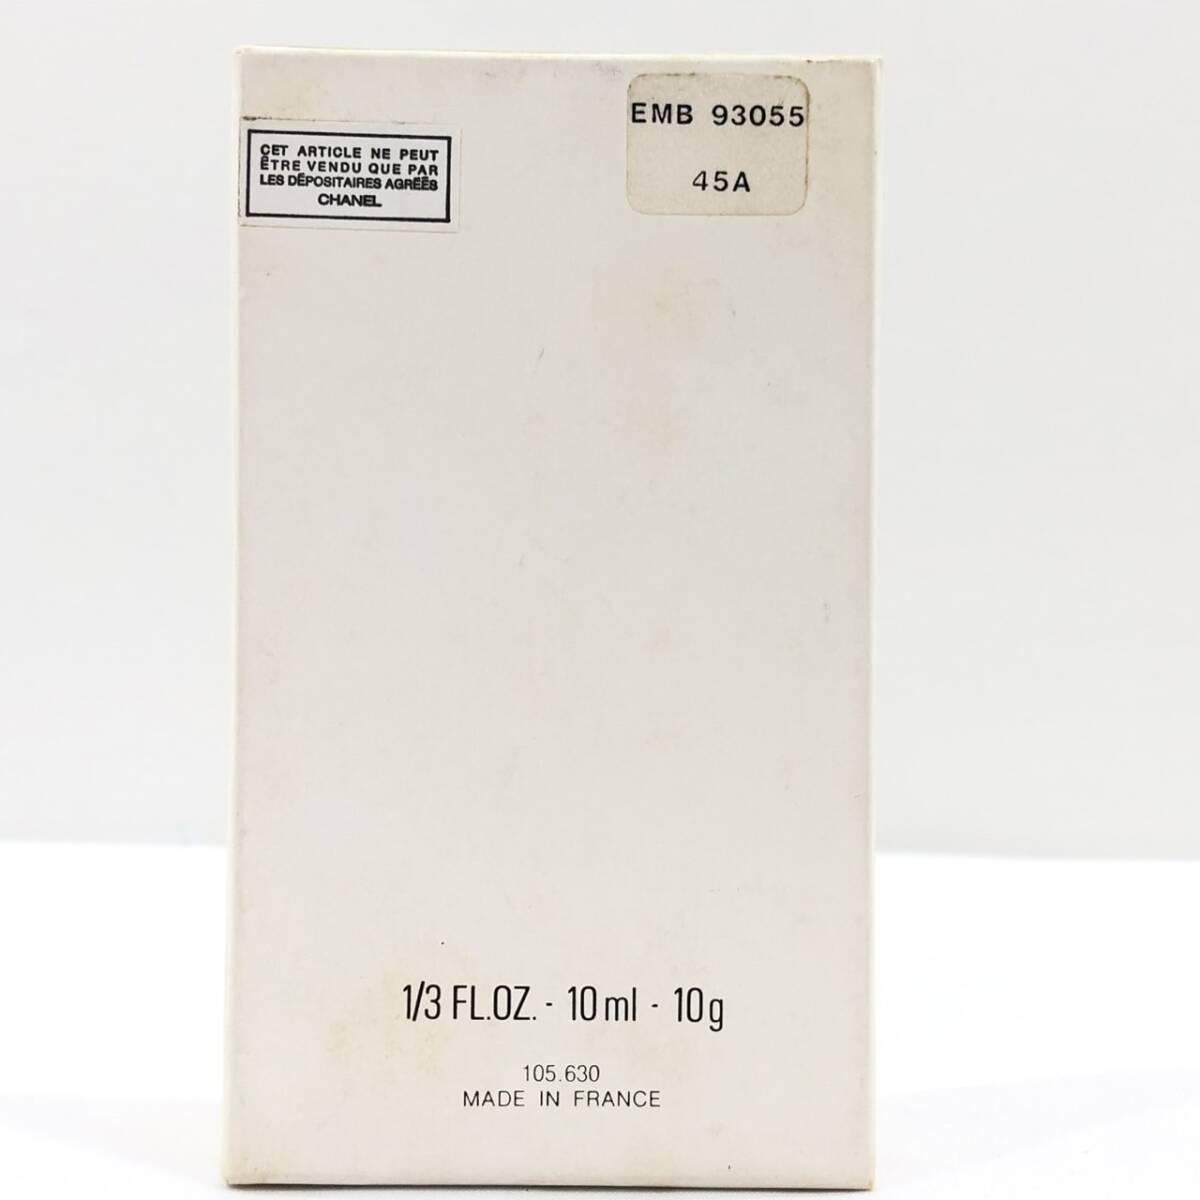 CET ARTICLE NE PEUT
ÊTRE VENDU QUE PAR
LES DÉPOSITAIRES AGRÉÉS
CHANEL
EMB 93055
45A
1/3 FL.OZ. - 10 ml - 10 g
105.630
MADE IN FRANCE